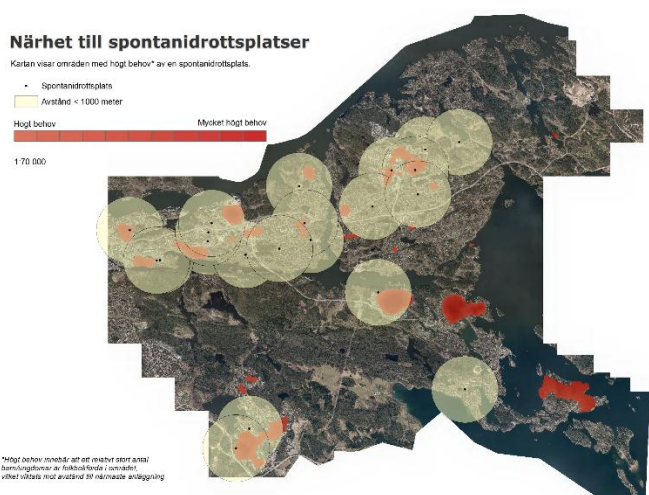 Närhet till spontanidrottsplatser
Kartan visar områden med högt behov* av en spontanidrottsplats.
Spontanidrottsplats
Avstånd < 1000 meter
Högt behov Mycket högt behov
1:70 000
*Högt behov innebär att ett relativt stort antal
barn/ungdomar är folkbokförda i området,
vilket viktats mot avstånd till närmaste anläggning